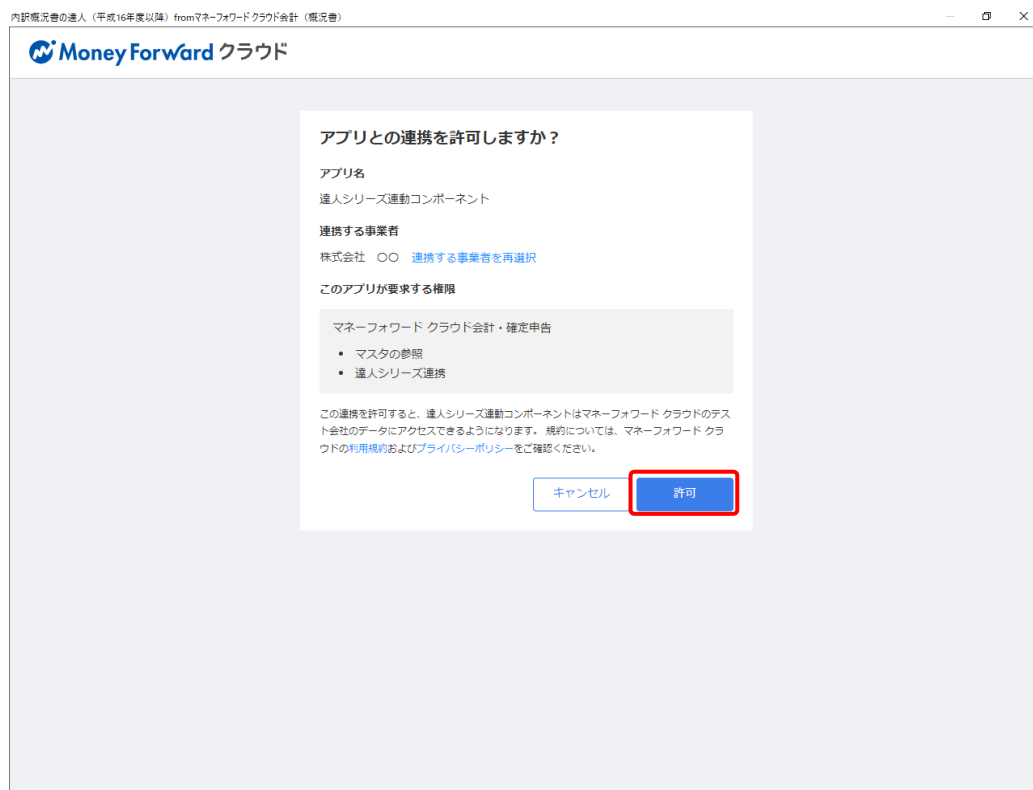 内訳概況書の達人（平成16年度以降）fromマネーフォワードクラウド会計（概況書）
Money Forward クラウド
アプリとの連携を許可しますか？
アプリ名
達人シリーズ連動コンポーネント
連携する事業者
株式会社　〇〇　連携する事業者を再選択
このアプリが要求する権限
マネーフォワード クラウド会計・確定申告
• マスタの参照
• 達人シリーズ連携
この連携を許可すると、達人シリーズ連動コンポーネントはマネーフォワード クラウドのテス
ト会社のデータにアクセスできるようになります。 規約については、マネーフォワード クラ
ウドの利用規約およびプライバシーポリシーをご確認ください。
キャンセル 許可